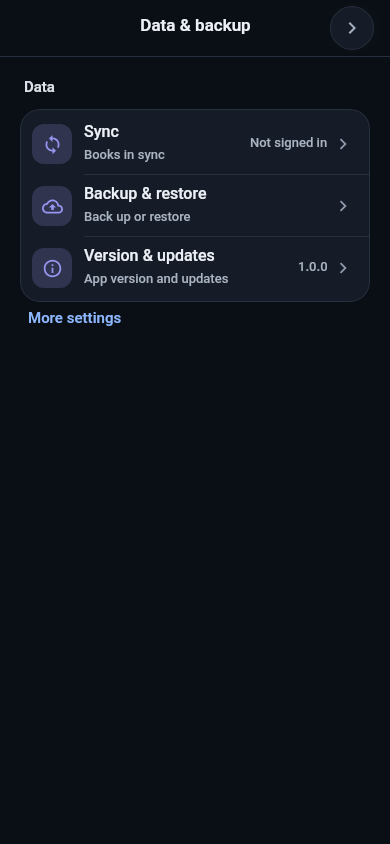 Data & backup
Data
Sync
Books in sync
Not signed in
Backup & restore
Back up or restore
Version & updates
App version and updates
1.0.0
More settings